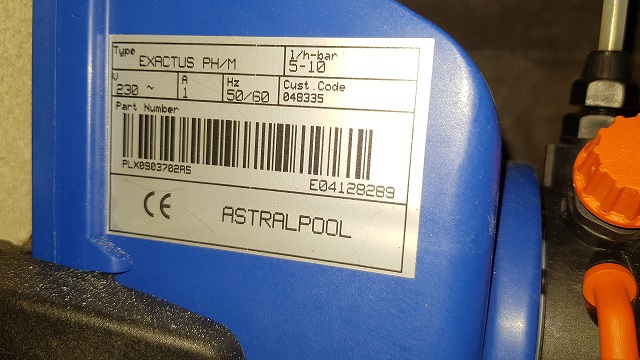 Type EXACTUS PH/M
l/h-bar
5-10
V 230 ~
A 1
Hz 50/60
Cust.Code
048335
Part Number
PLX0903702AS
E04128289
CE ASTRALPOOL